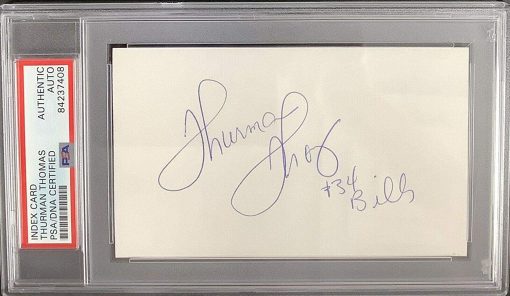 INDEX CARD
THURMAN THOMAS
PSA/DNA CERTIFIED
AUTHENTIC
AUTO
84237408
PSA
Thurman
Thomas
#34
Bills